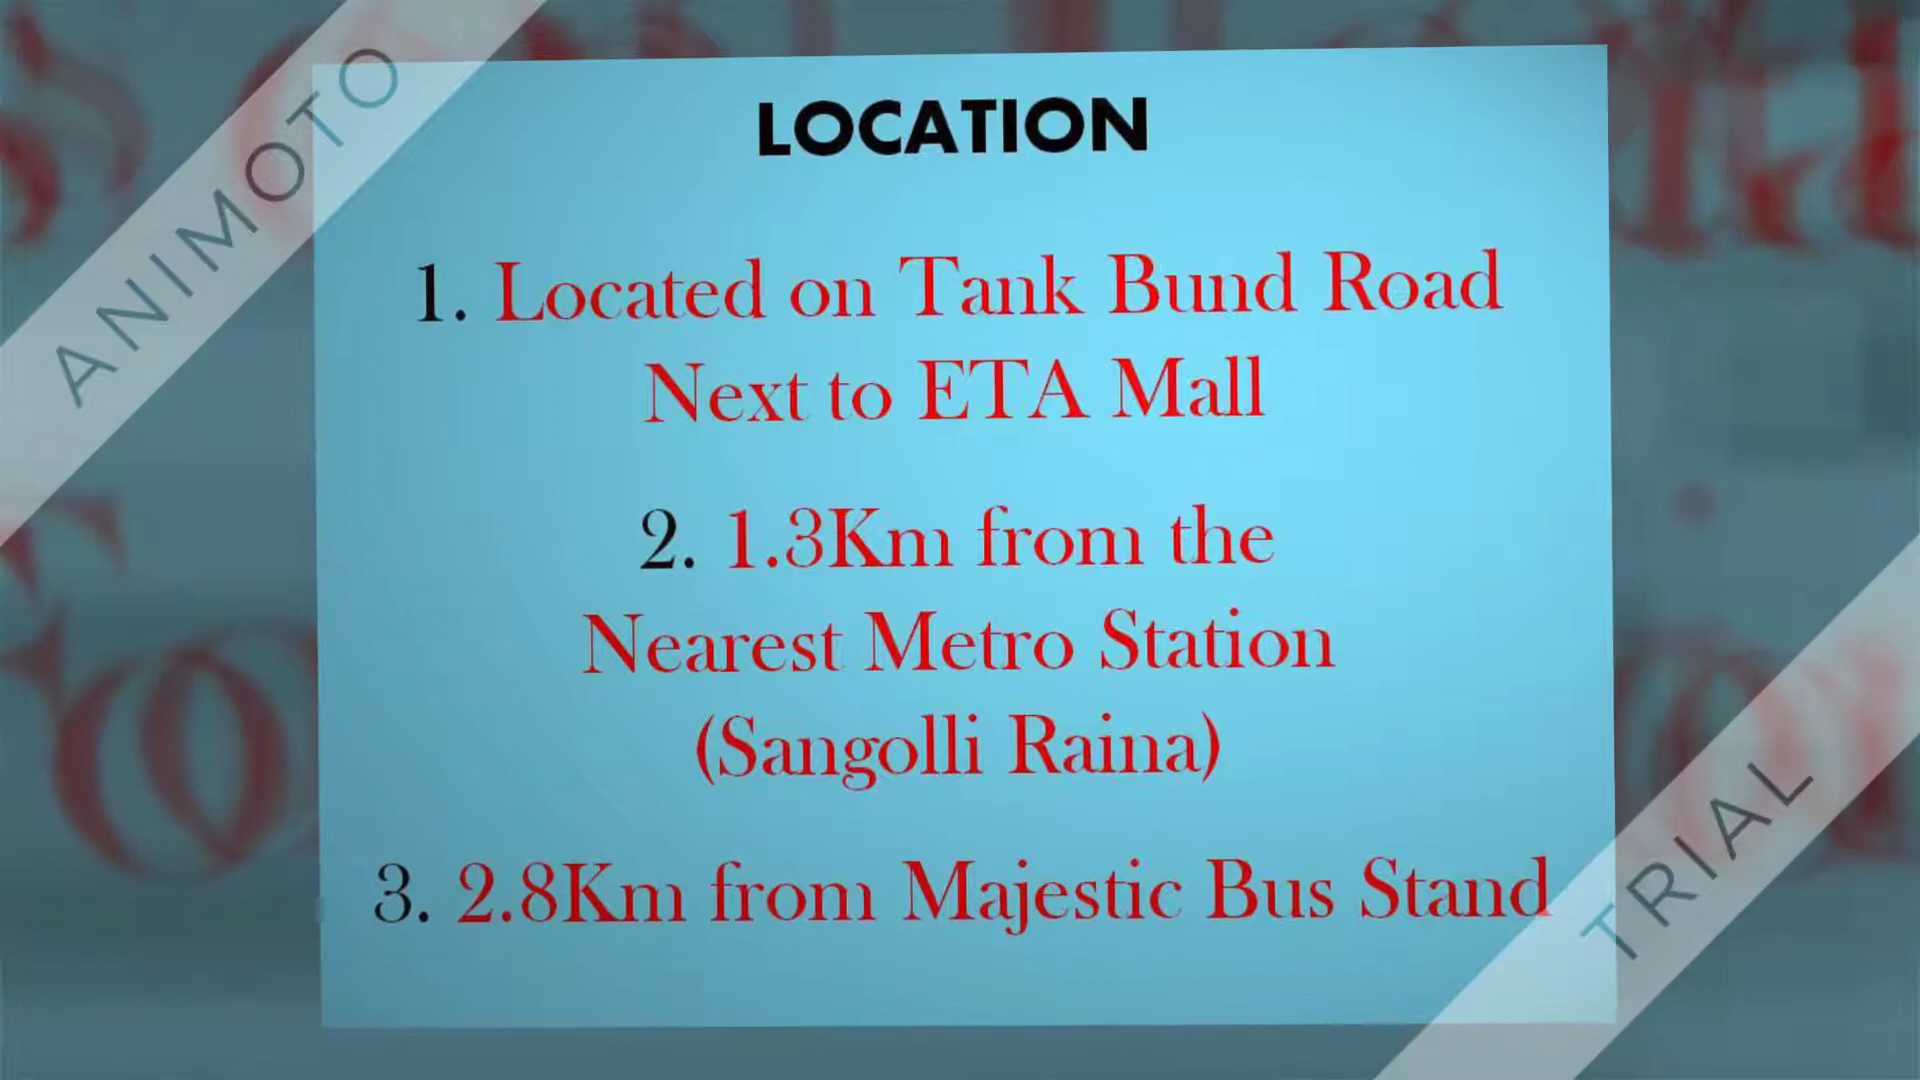 ANIMOTO
LOCATION
1. Located on Tank Bund Road
Next to ETA Mall
2. 1.3Km from the
Nearest Metro Station
(Sangolli Raina)
3. 2.8Km from Majestic Bus Stand
TRIAL